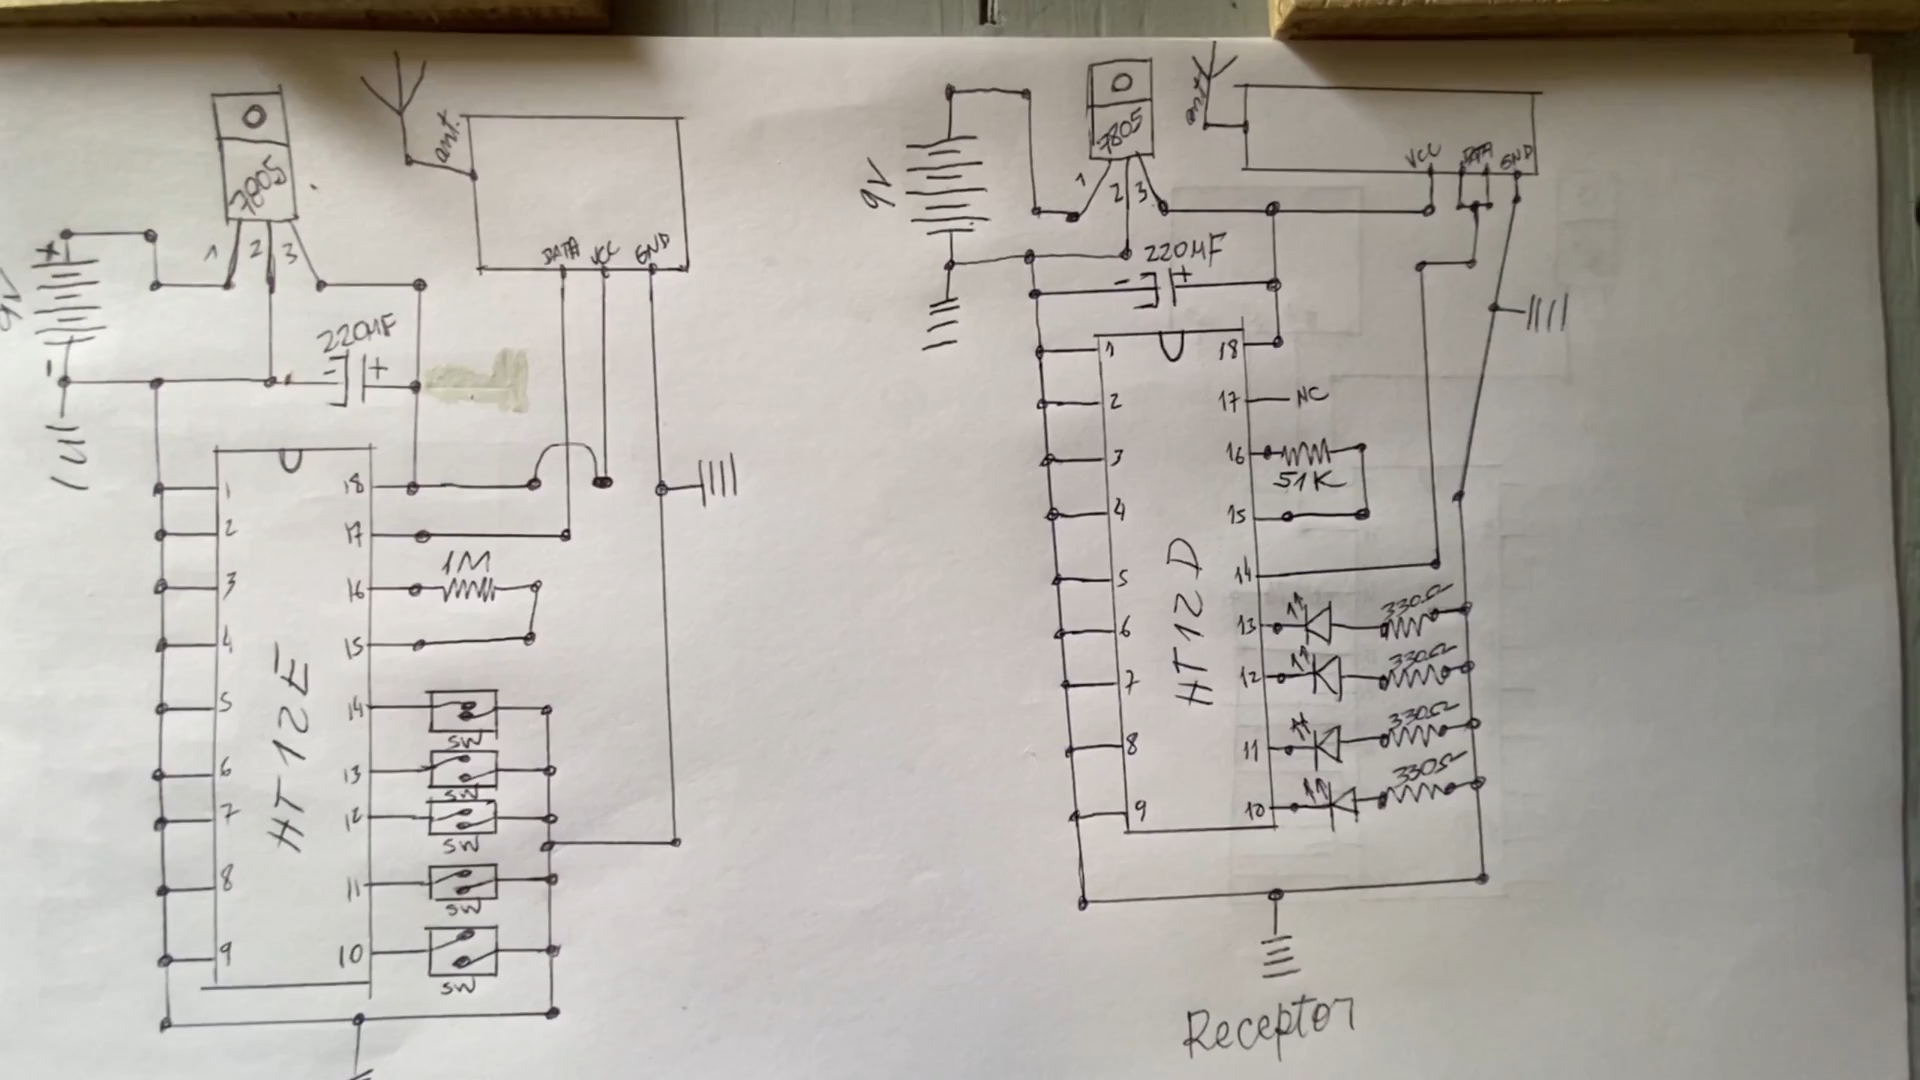 7805
ant.
DATA VCC GND
1 2 3
+
9V
-
220µF
- +
1 18
2 17
1M
3 16
4 15
5 14
SW
6 13
SW
7 12
SW
8 11
SW
9 10
SW
HT12E
7805
ant
VCC DATA GND
9V
1 2 3
220µF
- +
1 18
2 17 NC
3 16
51K
4 15
5 14
330Ω
6 13
330Ω
7 12
330Ω
8 11
330Ω
9 10
HT12D
Receptor